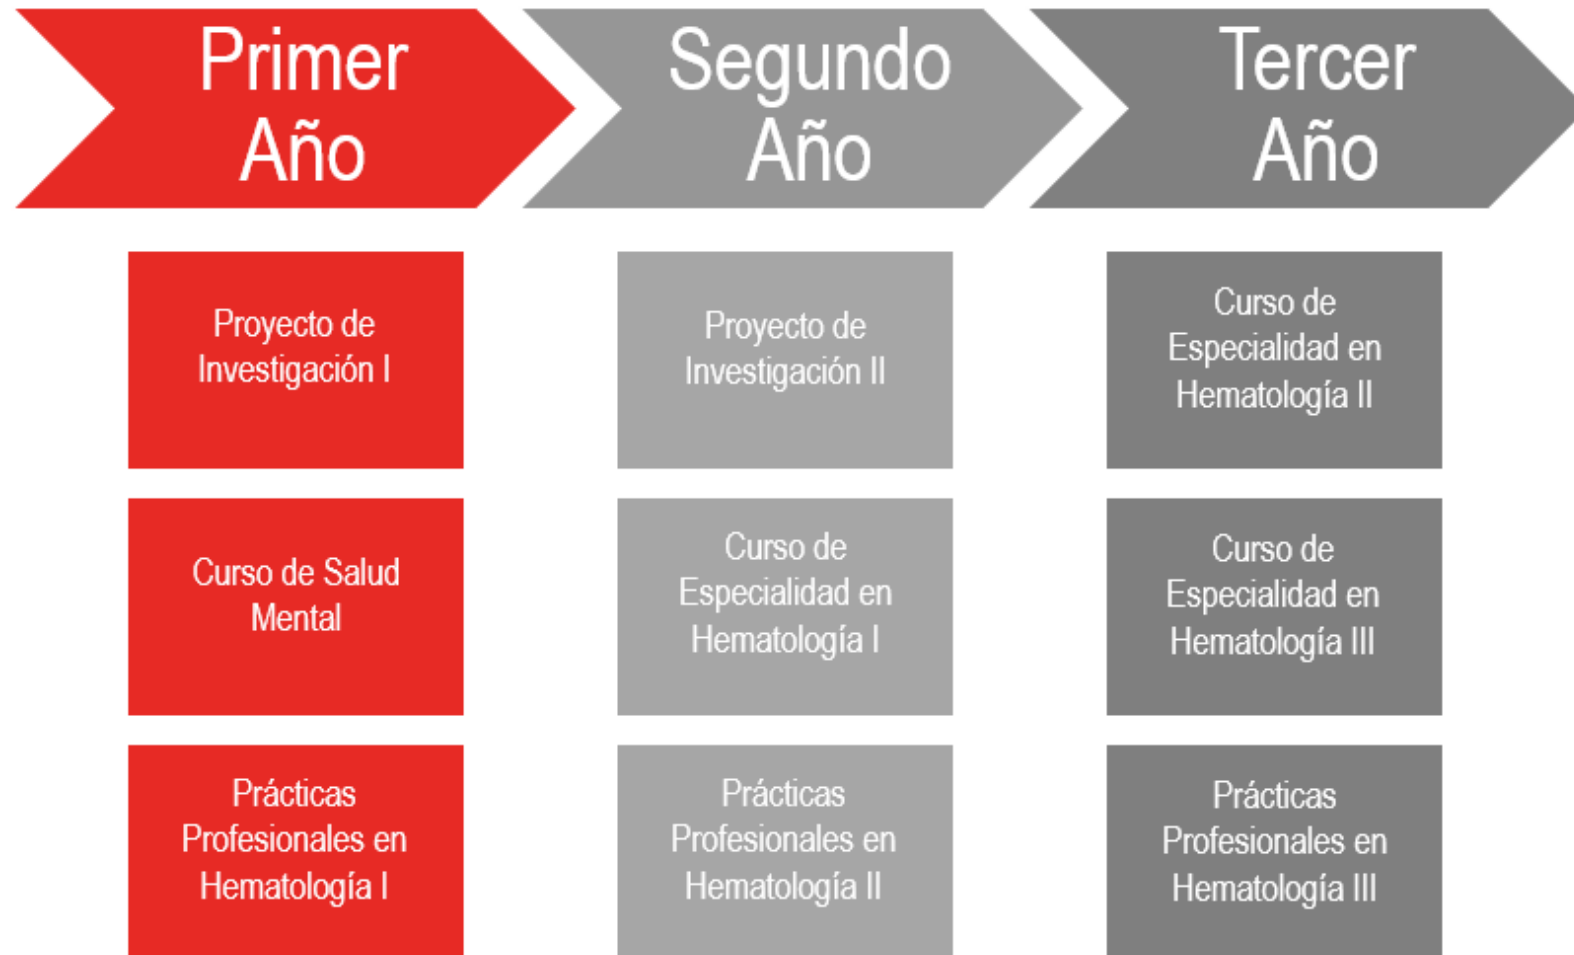 Primer
Año
Segundo
Año
Tercer
Año
Proyecto de
Investigación I
Proyecto de
Investigación II
Curso de
Especialidad en
Hematología II
Curso de Salud
Mental
Curso de
Especialidad en
Hematología I
Curso de
Especialidad en
Hematología III
Prácticas
Profesionales en
Hematología I
Prácticas
Profesionales en
Hematología II
Prácticas
Profesionales en
Hematología III